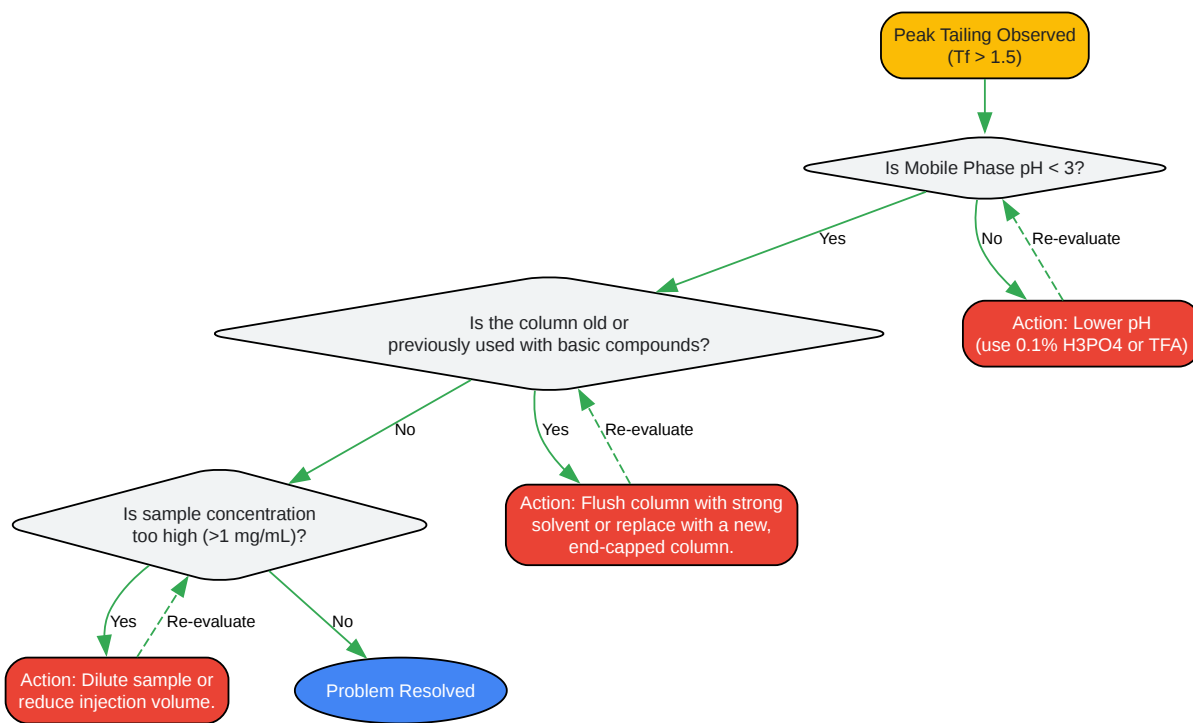 Peak Tailing Observed
(Tf > 1.5)
Is Mobile Phase pH < 3?
Yes
No
Re-evaluate
Action: Lower pH
(use 0.1% H3PO4 or TFA)
Is the column old or
previously used with basic compounds?
No
Yes
Re-evaluate
Action: Flush column with strong
solvent or replace with a new,
end-capped column.
Is sample concentration
too high (>1 mg/mL)?
Yes
Re-evaluate
No
Action: Dilute sample or
reduce injection volume.
Problem Resolved